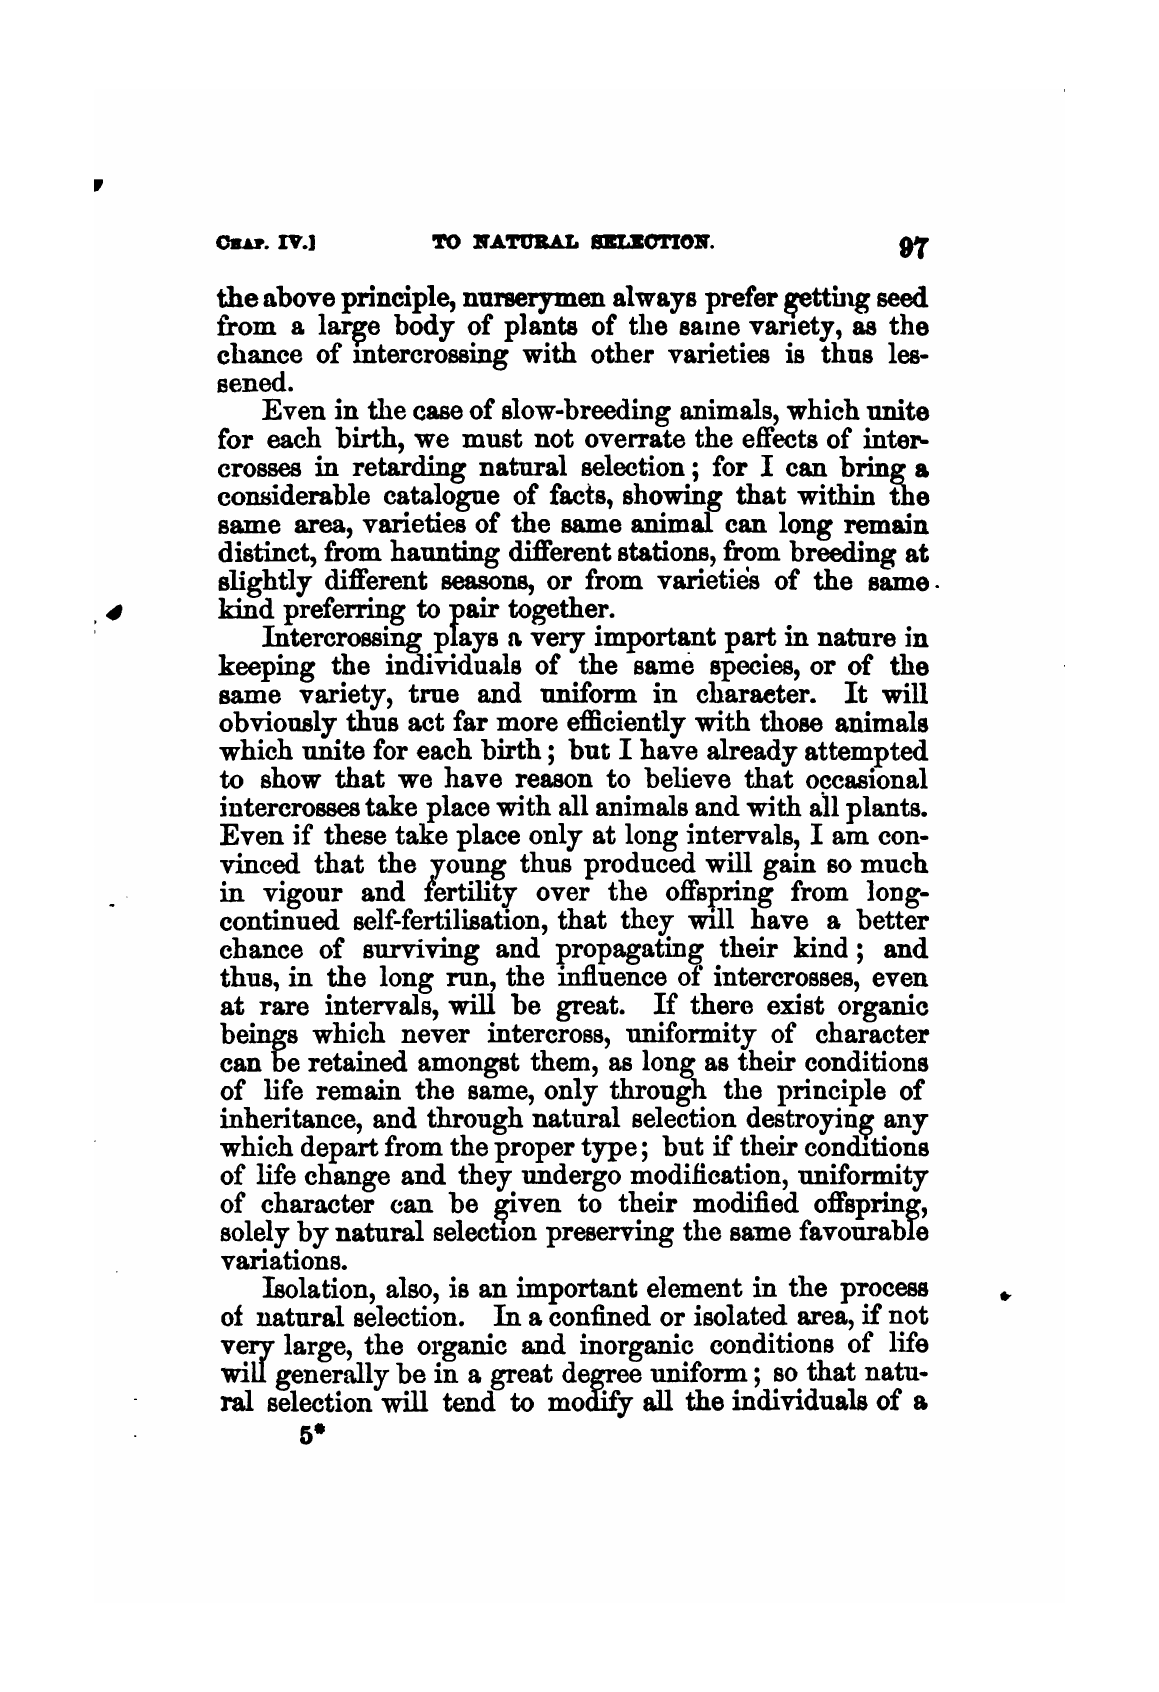 CHAP. IV.] TO NATURAL SELECTION. 97
the above principle, nurserymen always prefer getting seed
from a large body of plants of the same variety, as the
chance of intercrossing with other varieties is thus les-
sened.
Even in the case of slow-breeding animals, which unite
for each birth, we must not overrate the effects of inter-
crosses in retarding natural selection; for I can bring a
considerable catalogue of facts, showing that within the
same area, varieties of the same animal can long remain
distinct, from haunting different stations, from breeding at
slightly different seasons, or from varieties of the same
kind preferring to pair together.
Intercrossing plays a very important part in nature in
keeping the individuals of the same species, or of the
same variety, true and uniform in character. It will
obviously thus act far more efficiently with those animals
which unite for each birth; but I have already attempted
to show that we have reason to believe that occasional
intercrosses take place with all animals and with all plants.
Even if these take place only at long intervals, I am con-
vinced that the young thus produced will gain so much
in vigour and fertility over the offspring from long-
continued self-fertilisation, that they will have a better
chance of surviving and propagating their kind; and
thus, in the long run, the influence of intercrosses, even
at rare intervals, will be great. If there exist organic
beings which never intercross, uniformity of character
can be retained amongst them, as long as their conditions
of life remain the same, only through the principle of
inheritance, and through natural selection destroying any
which depart from the proper type; but if their conditions
of life change and they undergo modification, uniformity
of character can be given to their modified offspring,
solely by natural selection preserving the same favourable
variations.
Isolation, also, is an important element in the process
of natural selection. In a confined or isolated area, if not
very large, the organic and inorganic conditions of life
will generally be in a great degree uniform; so that natu-
ral selection will tend to modify all the individuals of a
5*